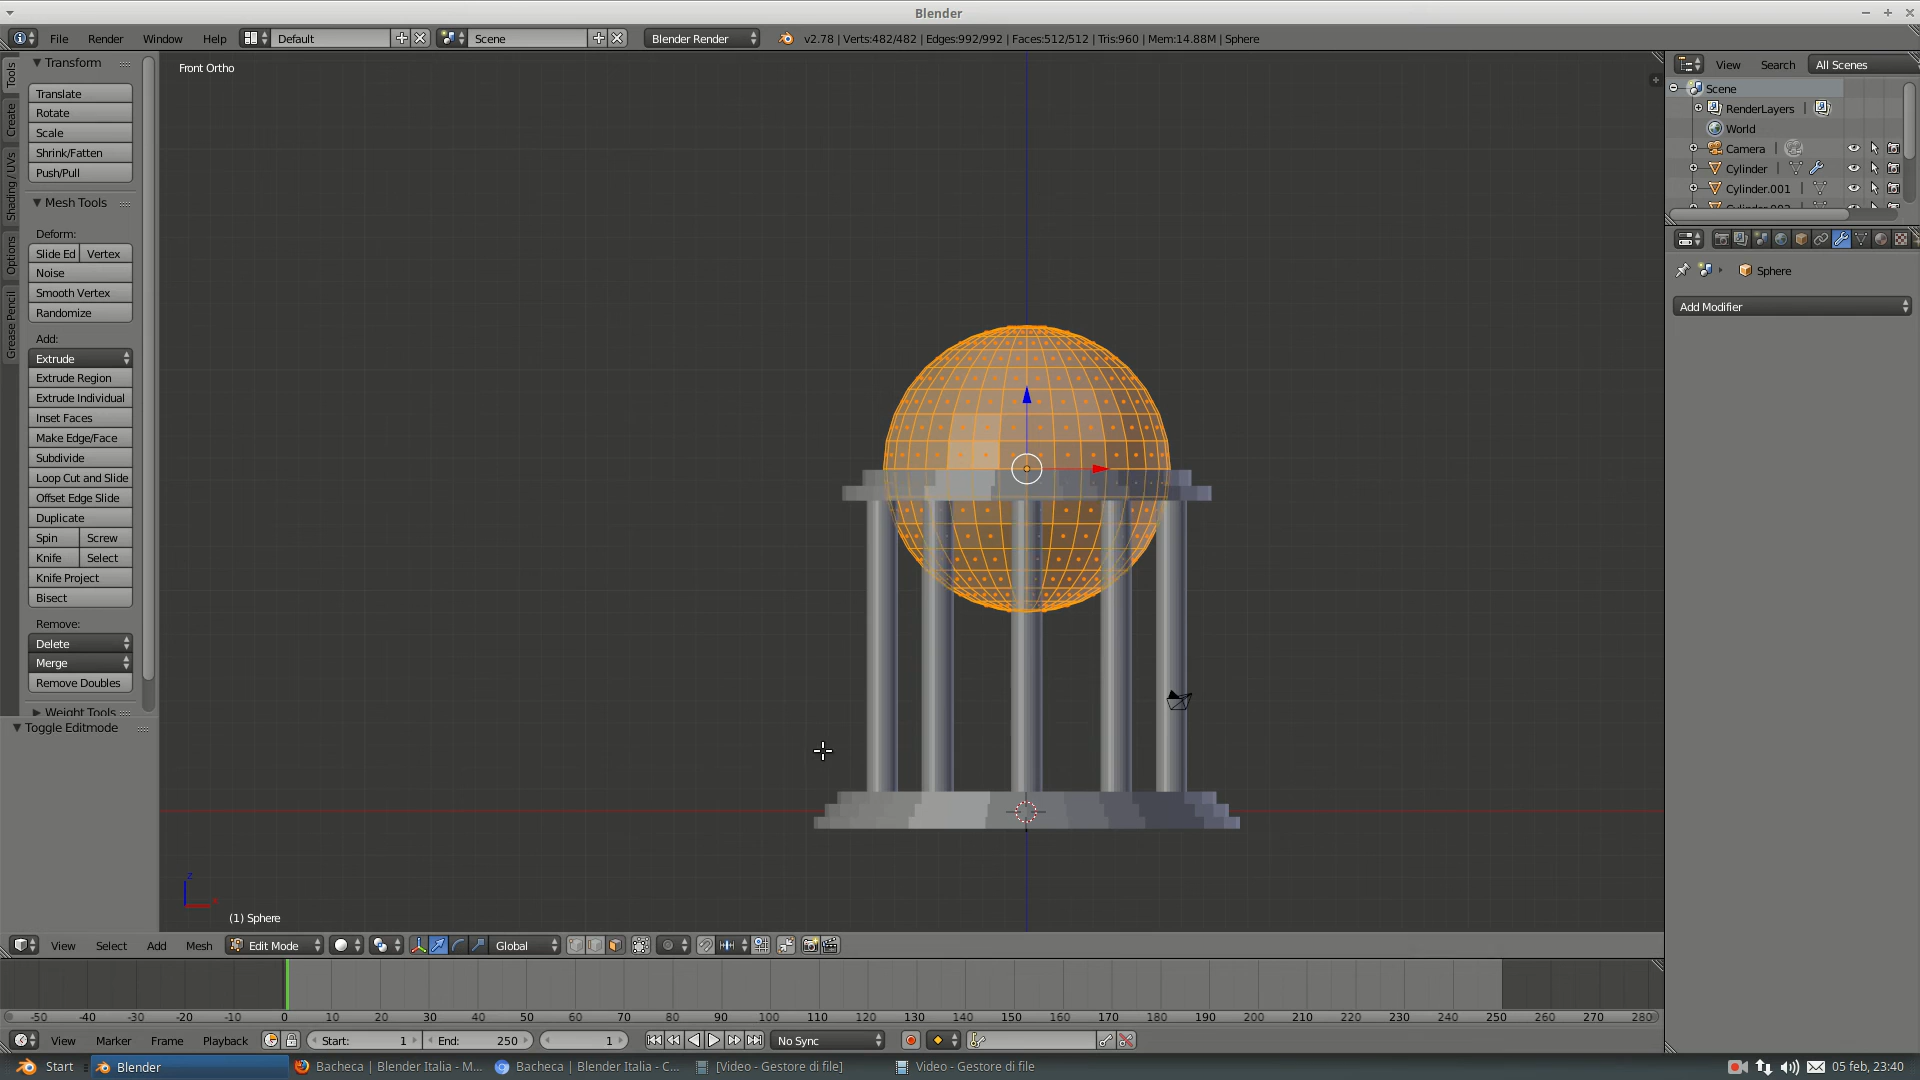 Blender
File Render Window Help Default Scene Blender Render v2.78 | Verts:482/482 | Edges:992/992 | Faces:512/512 | Tris:960 | Mem:14.88M | Sphere
Tools
Create
Shading / UVs
Options
Grease Pencil
Transform
Translate
Rotate
Scale
Shrink/Fatten
Push/Pull
Mesh Tools
Deform:
Slide Ed Vertex
Noise
Smooth Vertex
Randomize
Add:
Extrude
Extrude Region
Extrude Individual
Inset Faces
Make Edge/Face
Subdivide
Loop Cut and Slide
Offset Edge Slide
Duplicate
Spin Screw
Knife Select
Knife Project
Bisect
Remove:
Delete
Merge
Remove Doubles
Weight Tools
Toggle Editmode
Front Ortho
z
x
(1) Sphere
View Search All Scenes
Scene
RenderLayers |
World
Camera |
Cylinder |
Cylinder.001 |
Sphere
Add Modifier
View Select Add Mesh Edit Mode Global
-50 -40 -30 -20 -10 0 10 20 30 40 50 60 70 80 90 100 110 120 130 140 150 160 170 180 190 200 210 220 230 240 250 260 270 280
View Marker Frame Playback Start: 1 End: 250 1 No Sync
Start Blender Bacheca | Blender Italia - M... Bacheca | Blender Italia - C... [Video - Gestore di file] Video - Gestore di file 05 feb, 23:40